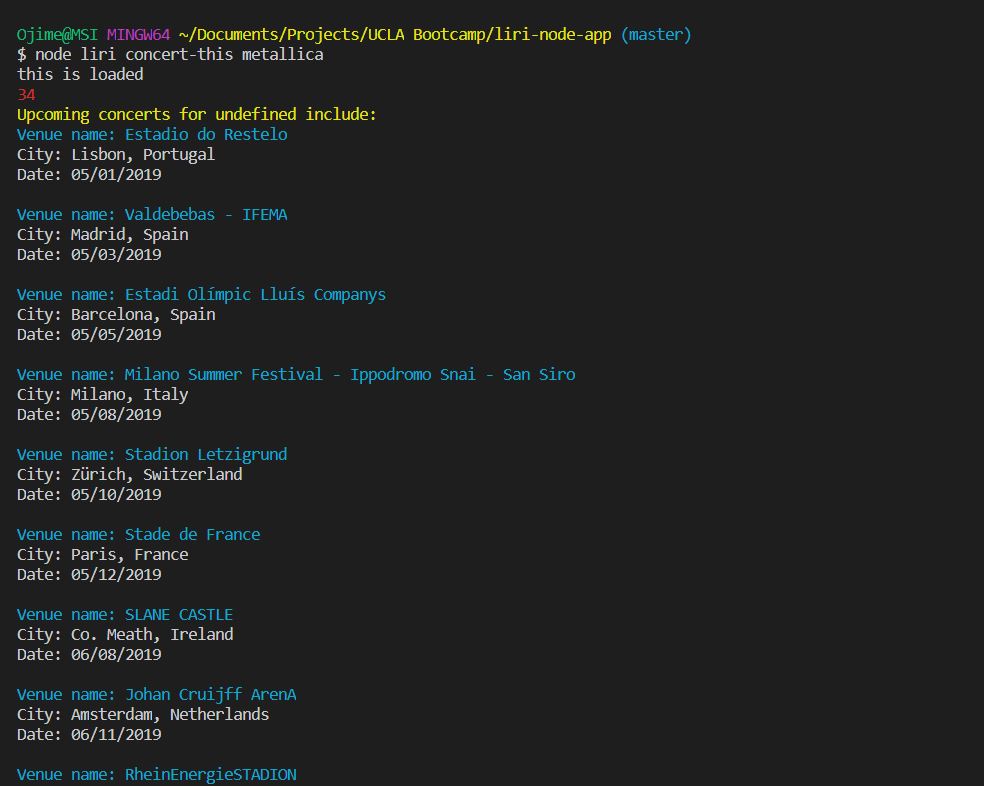 Ojime@MSI MINGW64 ~/Documents/Projects/UCLA Bootcamp/liri-node-app (master)
$ node liri concert-this metallica
this is loaded
34
Upcoming concerts for undefined include:
Venue name: Estadio do Restelo
City: Lisbon, Portugal
Date: 05/01/2019
Venue name: Valdebebas - IFEMA
City: Madrid, Spain
Date: 05/03/2019
Venue name: Estadi Olímpic Lluís Companys
City: Barcelona, Spain
Date: 05/05/2019
Venue name: Milano Summer Festival - Ippodromo Snai - San Siro
City: Milano, Italy
Date: 05/08/2019
Venue name: Stadion Letzigrund
City: Zürich, Switzerland
Date: 05/10/2019
Venue name: Stade de France
City: Paris, France
Date: 05/12/2019
Venue name: SLANE CASTLE
City: Co. Meath, Ireland
Date: 06/08/2019
Venue name: Johan Cruijff ArenA
City: Amsterdam, Netherlands
Date: 06/11/2019
Venue name: RheinEnergieSTADION